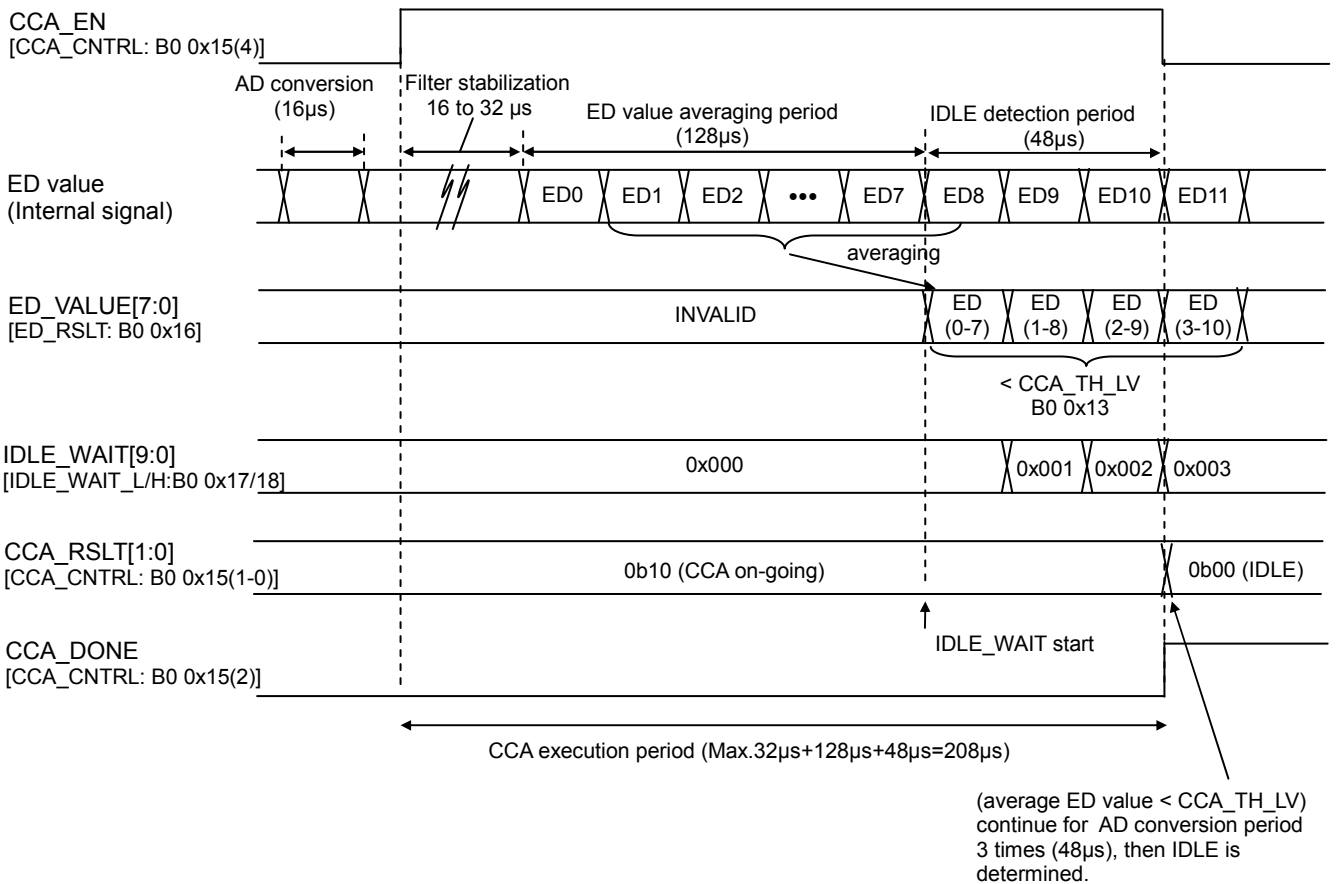 CCA_EN
[CCA_CNTRL: B0 0x15(4)]
AD conversion
(16µs)
Filter stabilization
16 to 32 µs
ED value averaging period
(128µs)
IDLE detection period
(48µs)
ED value
(Internal signal)
ED0
ED1
ED2
•••
ED7
ED8
ED9
ED10
ED11
averaging
ED_VALUE[7:0]
[ED_RSLT: B0 0x16]
INVALID
ED
(0-7)
ED
(1-8)
ED
(2-9)
ED
(3-10)
< CCA_TH_LV
B0 0x13
IDLE_WAIT[9:0]
[IDLE_WAIT_L/H:B0 0x17/18]
0x000
0x001
0x002
0x003
CCA_RSLT[1:0]
[CCA_CNTRL: B0 0x15(1-0)]
0b10 (CCA on-going)
0b00 (IDLE)
IDLE_WAIT start
CCA_DONE
[CCA_CNTRL: B0 0x15(2)]
CCA execution period (Max.32µs+128µs+48µs=208µs)
(average ED value < CCA_TH_LV)
continue for AD conversion period
3 times (48µs), then IDLE is
determined.